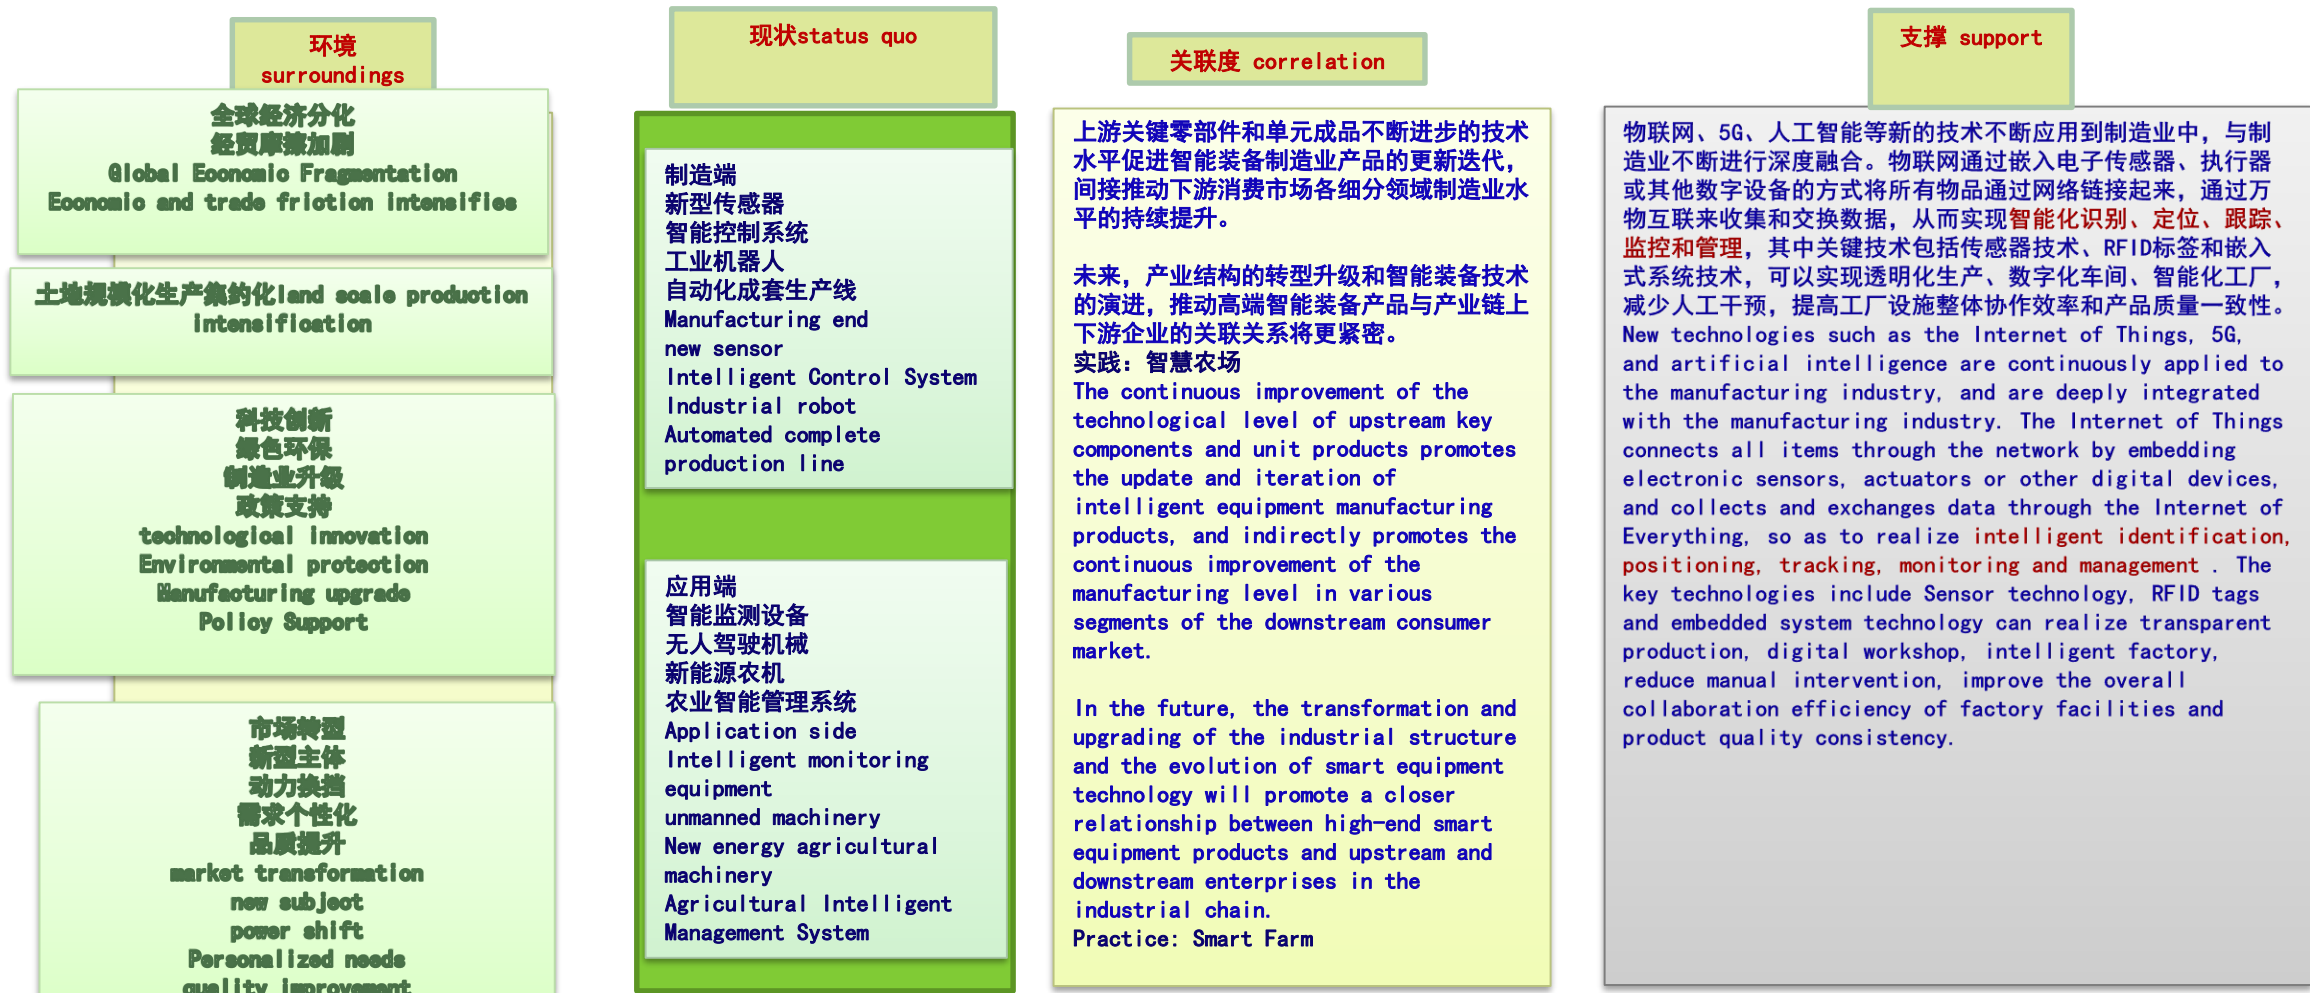 环境
surroundings
全球经济分化
经贸摩擦加剧
Global Economic Fragmentation
Economic and trade friction intensifies
土地规模化生产集约化land scale production
intensification
科技创新
绿色环保
制造业升级
政策支持
technological innovation
Environmental protection
Manufacturing upgrade
Policy Support
市场转型
新型主体
动力换挡
需求个性化
品质提升
market transformation
new subject
power shift
Personalized needs
quality improvement
现状status quo
制造端
新型传感器
智能控制系统
工业机器人
自动化成套生产线
Manufacturing end
new sensor
Intelligent Control System
Industrial robot
Automated complete
production line
应用端
智能监测设备
无人驾驶机械
新能源农机
农业智能管理系统
Application side
Intelligent monitoring
equipment
unmanned machinery
New energy agricultural
machinery
Agricultural Intelligent
Management System
关联度 correlation
上游关键零部件和单元成品不断进步的技术
水平促进智能装备制造业产品的更新迭代,
间接推动下游消费市场各细分领域制造业水
平的持续提升。
未来，产业结构的转型升级和智能装备技术
的演进，推动高端智能装备产品与产业链上
下游企业的关联关系将更紧密。
实践：智慧农场
The continuous improvement of the
technological level of upstream key
components and unit products promotes
the update and iteration of
intelligent equipment manufacturing
products, and indirectly promotes the
continuous improvement of the
manufacturing level in various
segments of the downstream consumer
market.
In the future, the transformation and
upgrading of the industrial structure
and the evolution of smart equipment
technology will promote a closer
relationship between high-end smart
equipment products and upstream and
downstream enterprises in the
industrial chain.
Practice: Smart Farm
支撑 support
物联网、5G、人工智能等新的技术不断应用到制造业中，与制
造业不断进行深度融合。物联网通过嵌入电子传感器、执行器
或其他数字设备的方式将所有物品通过网络链接起来，通过万
物互联来收集和交换数据，从而实现智能化识别、定位、跟踪、
监控和管理，其中关键技术包括传感器技术、RFID标签和嵌入
式系统技术，可以实现透明化生产、数字化车间、智能化工厂，
减少人工干预，提高工厂设施整体协作效率和产品质量一致性。
New technologies such as the Internet of Things, 5G,
and artificial intelligence are continuously applied to
the manufacturing industry, and are deeply integrated
with the manufacturing industry. The Internet of Things
connects all items through the network by embedding
electronic sensors, actuators or other digital devices,
and collects and exchanges data through the Internet of
Everything, so as to realize intelligent identification,
positioning, tracking, monitoring and management . The
key technologies include Sensor technology, RFID tags
and embedded system technology can realize transparent
production, digital workshop, intelligent factory,
reduce manual intervention, improve the overall
collaboration efficiency of factory facilities and
product quality consistency.